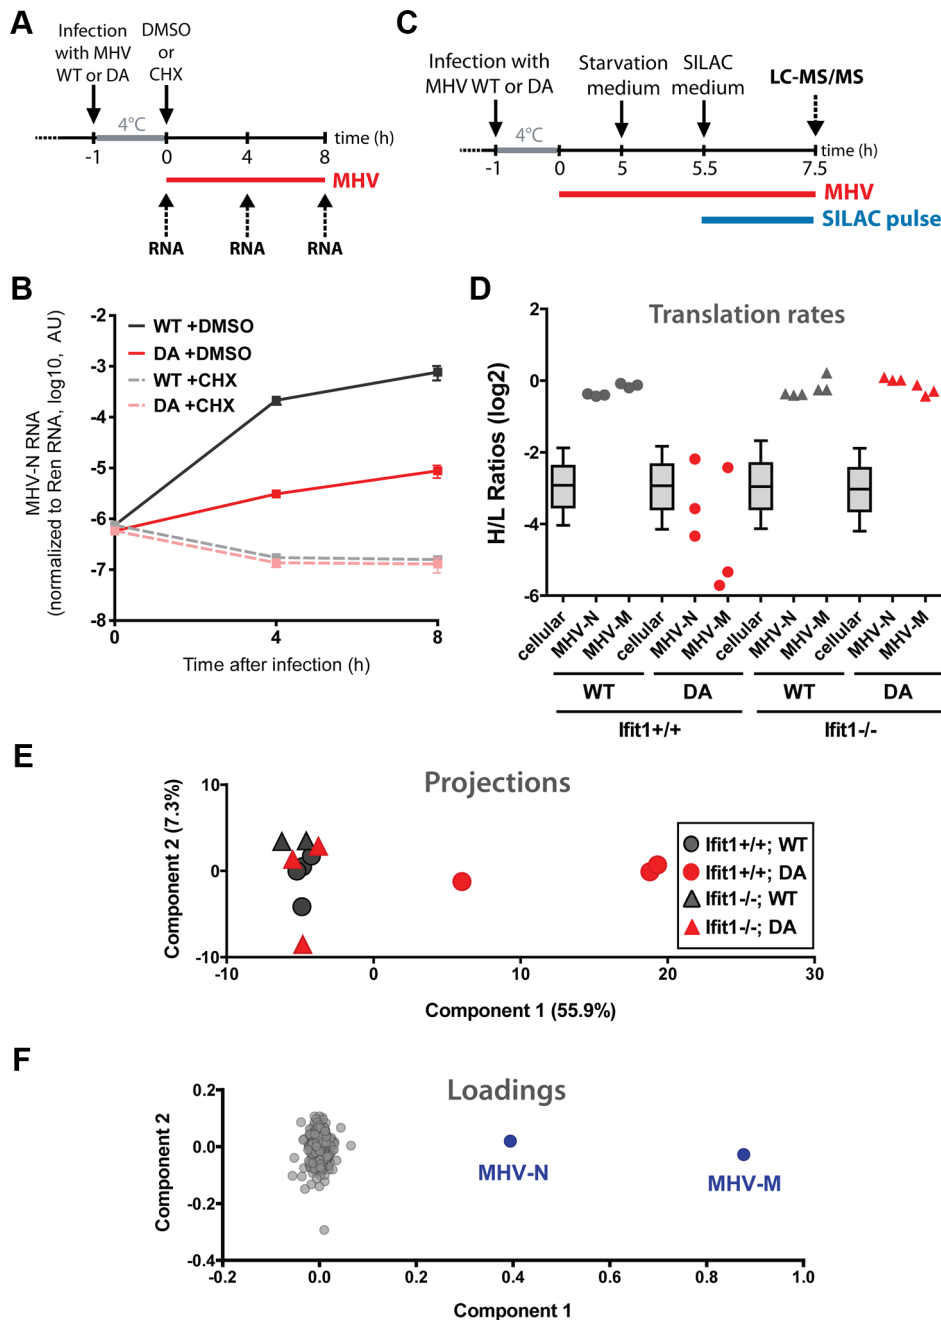 A
Infection
with MHV
WT or DA
DMSO
or
CHX
4°C
time (h)
-1
0
4
8
MHV
RNA
RNA
RNA
C
Infection with
MHV WT or DA
Starvation
medium
SILAC
medium
LC-MS/MS
4°C
time (h)
-1
0
5
5.5
7.5
MHV
SILAC pulse
B
MHV-N RNA
(normalized to Ren RNA, log10, AU)
-2
-3
-4
-5
-6
-7
-8
WT +DMSO
DA +DMSO
WT +CHX
DA +CHX
0
4
8
Time after infection (h)
D
Translation rates
H/L Ratios (log2)
2
0
-2
-4
-6
cellular
MHV-N
MHV-M
cellular
MHV-N
MHV-M
cellular
MHV-N
MHV-M
cellular
MHV-N
MHV-M
WT
DA
WT
DA
Ifit1+/+
Ifit1-/-
E
Projections
Component 2 (7.3%)
10
0
-10
-10
0
10
20
30
Component 1 (55.9%)
Ifit1+/+; WT
Ifit1+/+; DA
Ifit1-/-; WT
Ifit1-/-; DA
F
Loadings
Component 2
0.2
0.0
-0.2
-0.4
MHV-N
MHV-M
-0.2
0.0
0.2
0.4
0.6
0.8
1.0
Component 1